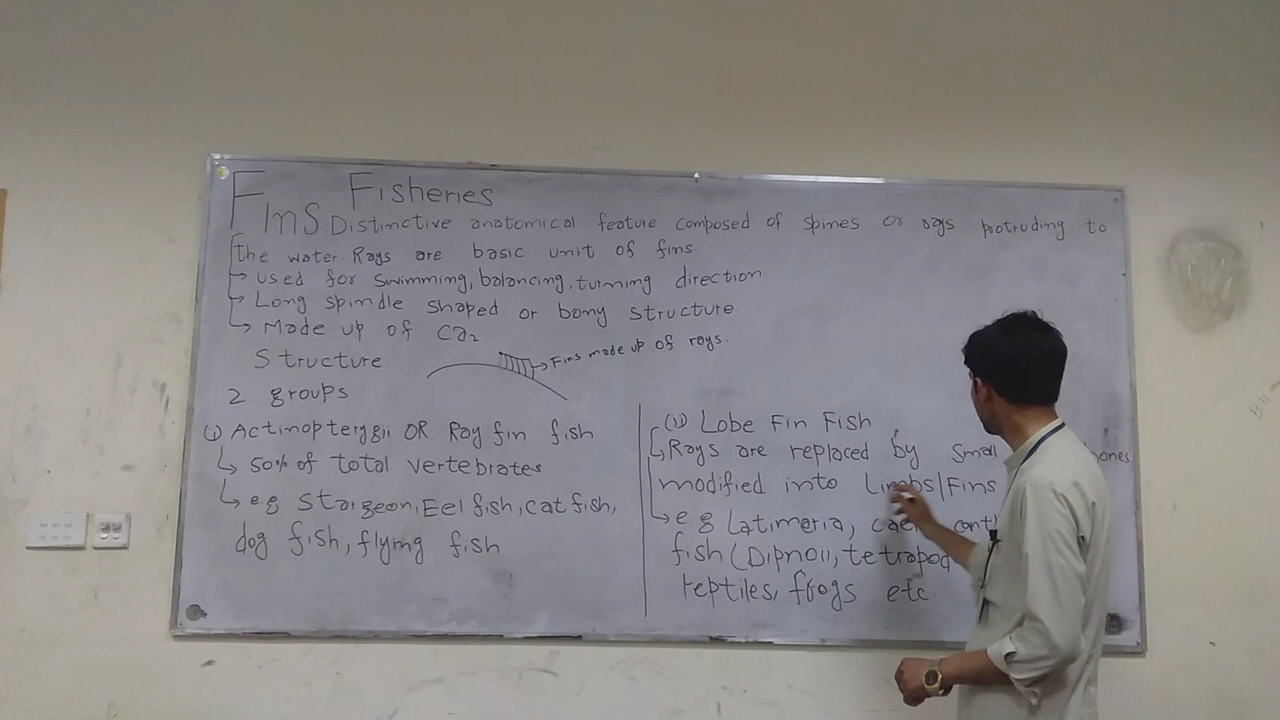 Fisheries
Fins: Distinctive anatomical feature composed of spines or rays protruding to
the water Rays are basic unit of fins
used for swimming, balancing, turning direction
Long spindle shaped or bony structure.
Made up of Ca2
Structure
Fins made up of rays.
2. groups
(i) Actinopterygii OR Ray fin fish
50% of total vertebrates
e.g Stargeon, Eel fish, cat fish,
dog fish, flying fish
(ii) Lobe Fin Fish
Rays are replaced by small
modified into Limbs/Fins
e.g Latimeria,
fish (Dipnoii, tetrapod
reptiles, frogs etc